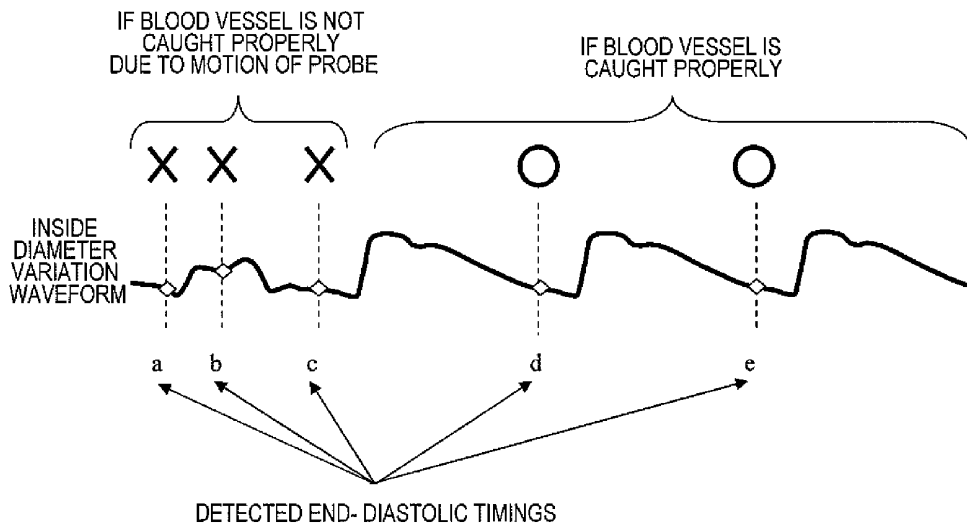 IF BLOOD VESSEL IS NOT
CAUGHT PROPERLY
DUE TO MOTION OF PROBE
IF BLOOD VESSEL IS
CAUGHT PROPERLY
INSIDE
DIAMETER
VARIATION
WAVEFORM
a b c d e
DETECTED END- DIASTOLIC TIMINGS